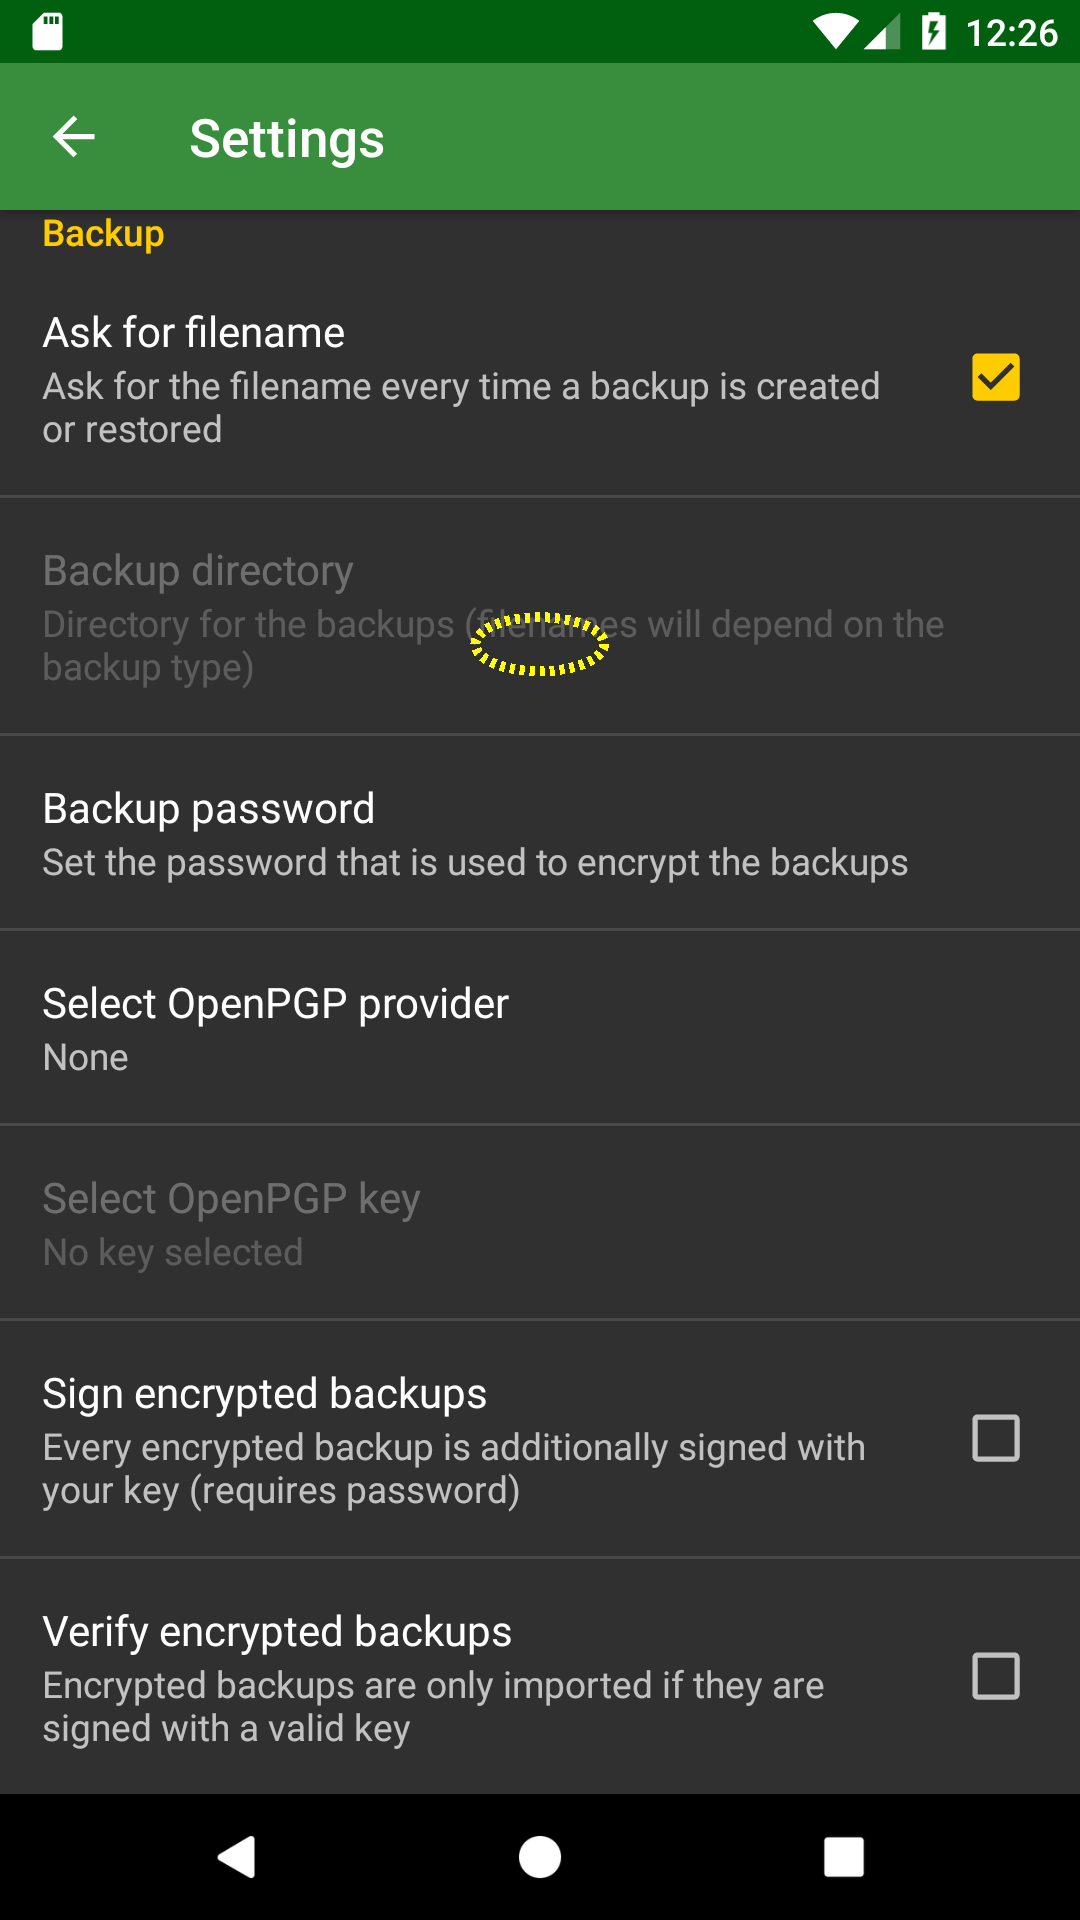 12:26
Settings
Backup
Ask for filename
Ask for the filename every time a backup is created
or restored
Backup directory
Directory for the backups (filenames will depend on the
backup type)
Backup password
Set the password that is used to encrypt the backups
Select OpenPGP provider
None
Select OpenPGP key
No key selected
Sign encrypted backups
Every encrypted backup is additionally signed with
your key (requires password)
Verify encrypted backups
Encrypted backups are only imported if they are
signed with a valid key